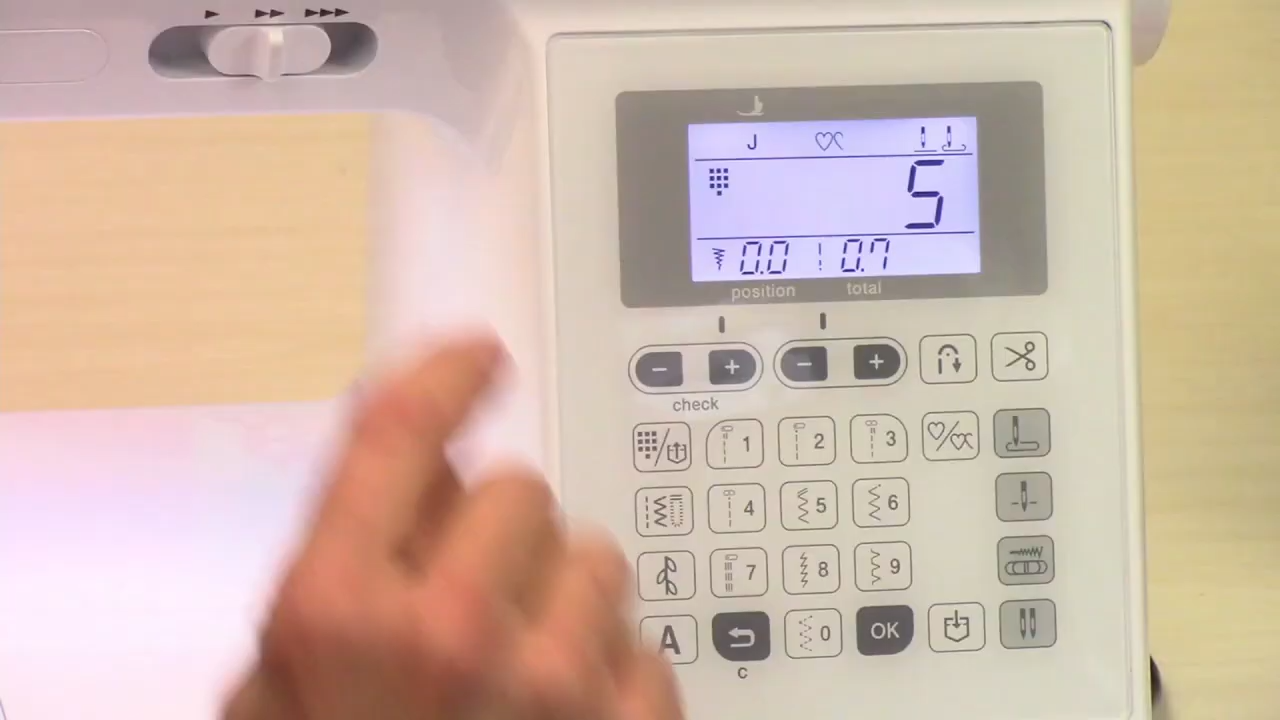 J
5
0.0 0.7
position total
- + - +
check
1 2 3
4 5 6
7 8 9
A 0 OK
C